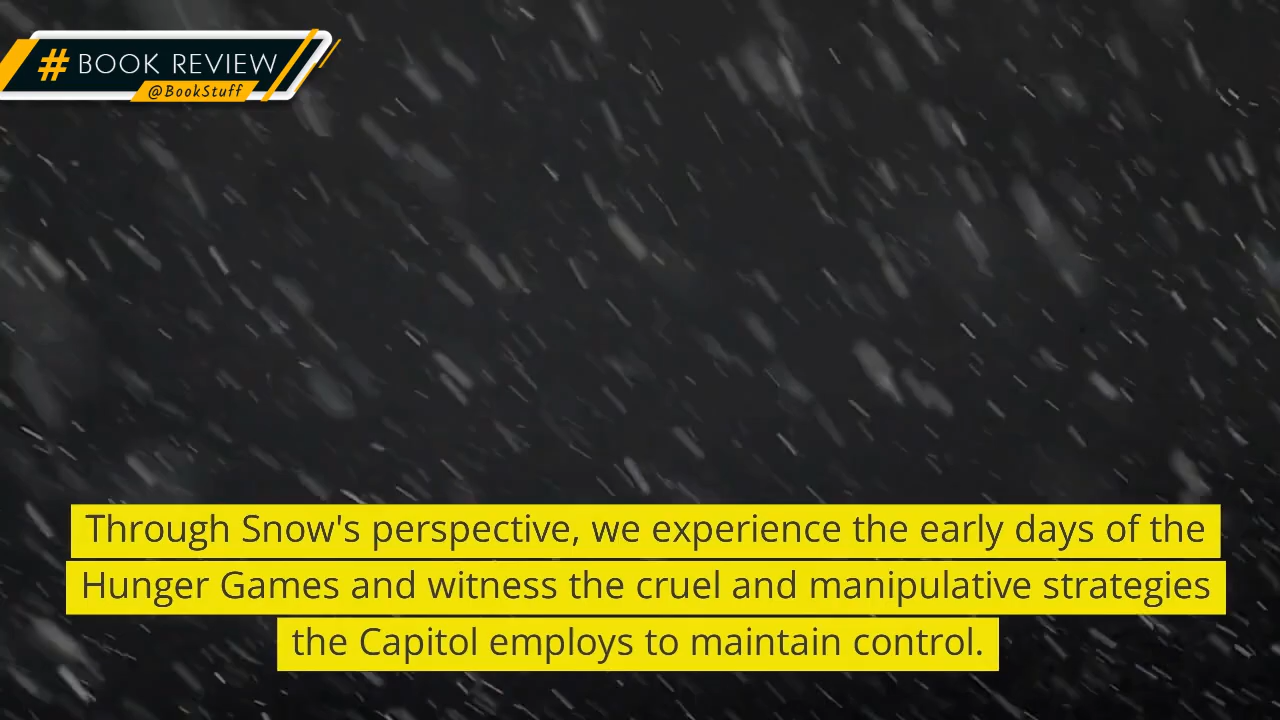 # BOOK REVIEW
@BookStuff
Through Snow's perspective, we experience the early days of the
Hunger Games and witness the cruel and manipulative strategies
the Capitol employs to maintain control.